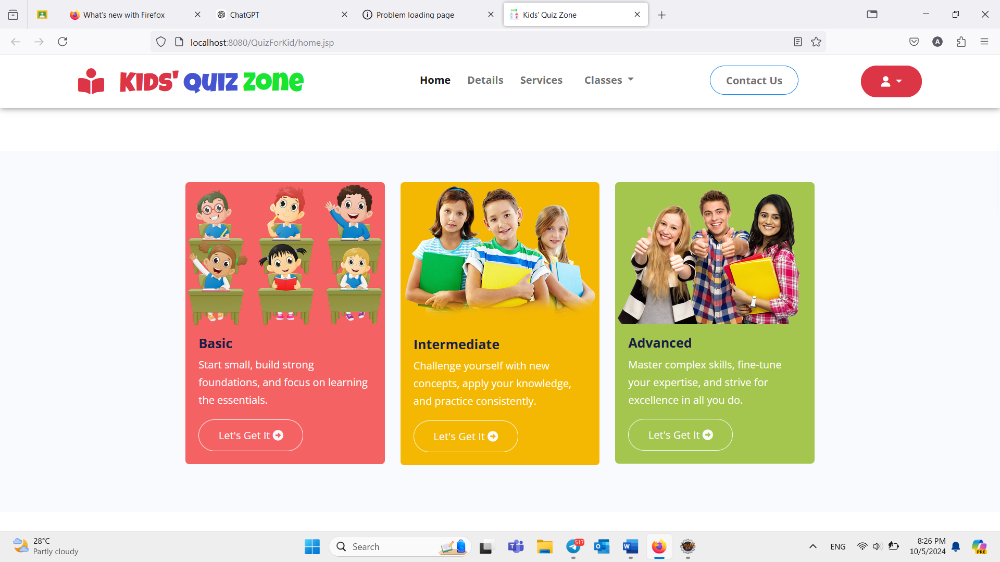 What's new with Firefox
ChatGPT
Problem loading page
Kids' Quiz Zone
localhost:8080/QuizForKid/home.jsp
A
KIDS' QUIZ ZONE
Home
Details
Services
Classes
Contact Us
Basic
Start small, build strong
foundations, and focus on learning
the essentials.
Let's Get It
Intermediate
Challenge yourself with new
concepts, apply your knowledge,
and practice consistently.
Let's Get It
Advanced
Master complex skills, fine-tune
your expertise, and strive for
excellence in all you do.
Let's Get It
28°C
Partly cloudy
Search
517
ENG
8:26 PM
10/5/2024
PRE